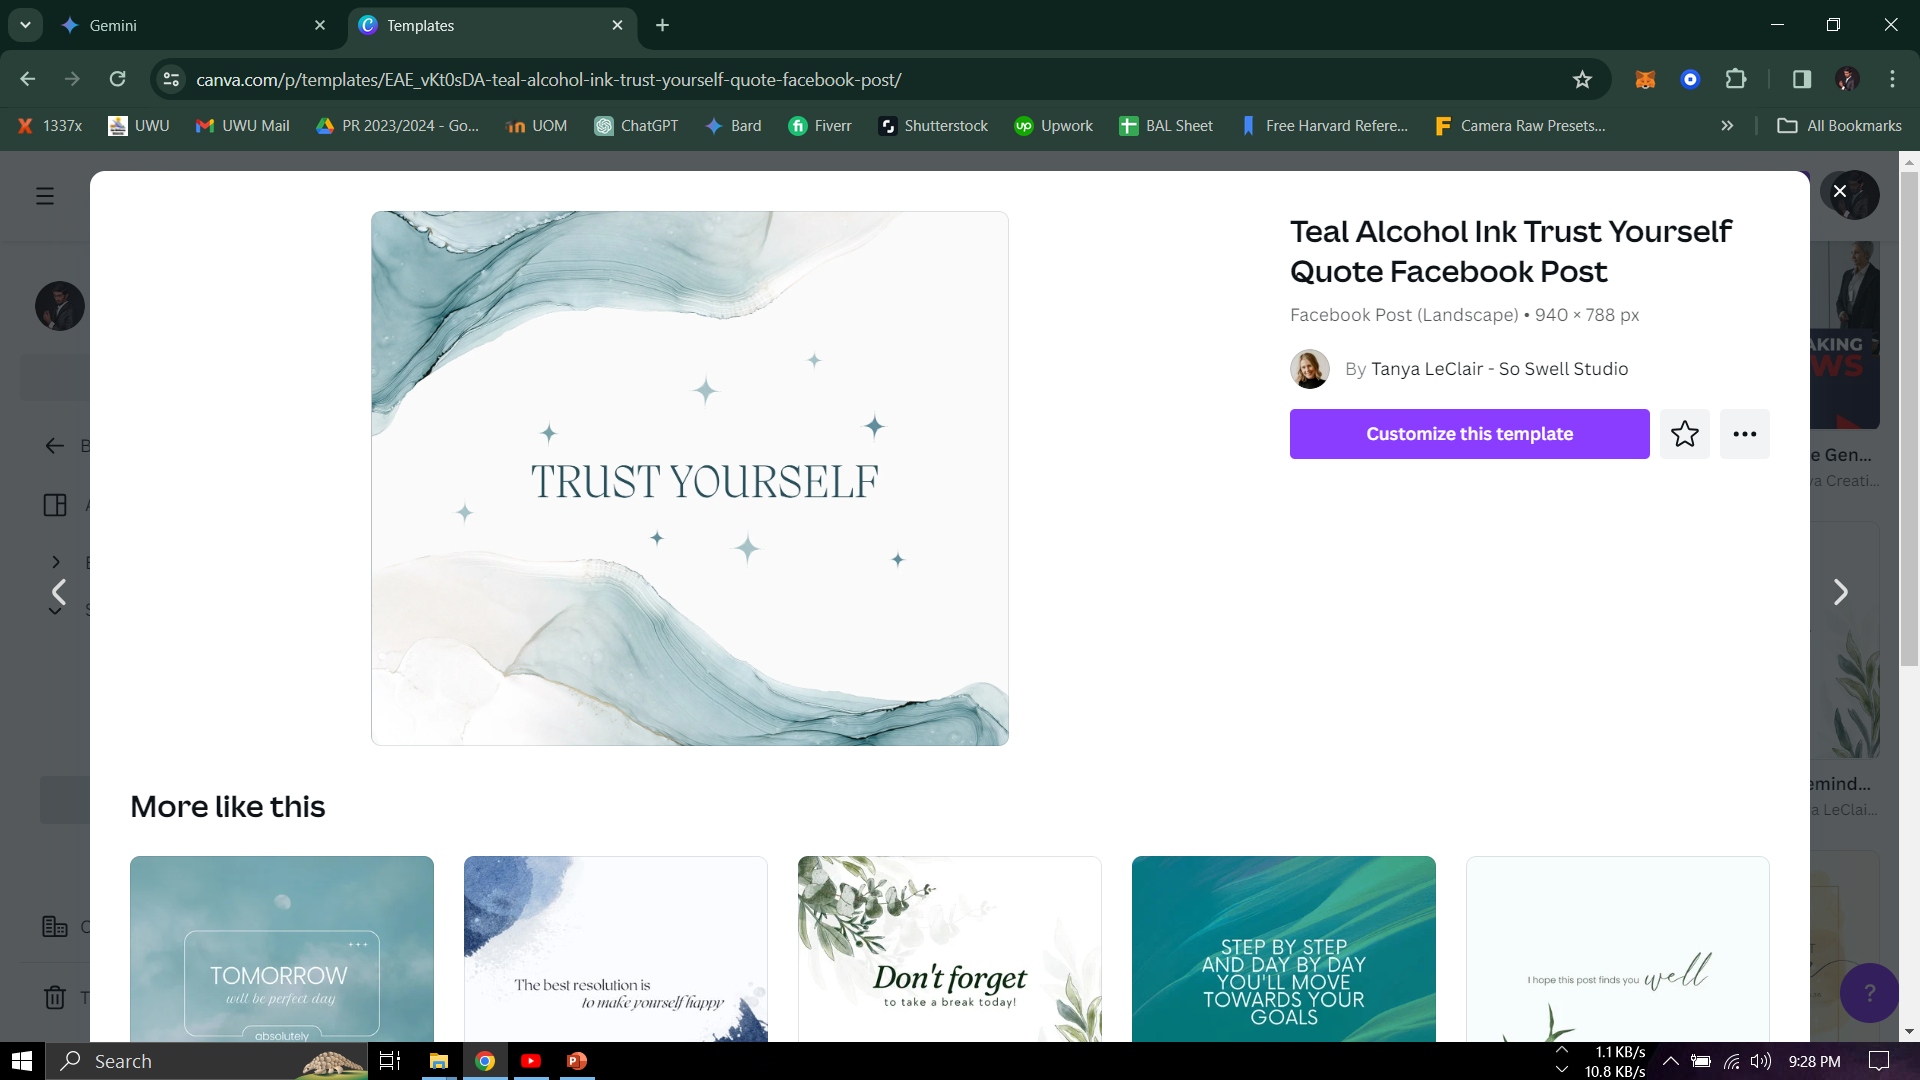 Gemini
Templates
canva.com/p/templates/EAE_vKt0sDA-teal-alcohol-ink-trust-yourself-quote-facebook-post/
1337x
UWU
UWU Mail
PR 2023/2024 - Go...
UOM
ChatGPT
Bard
Fiverr
Shutterstock
Upwork
BAL Sheet
Free Harvard Refere...
Camera Raw Presets...
All Bookmarks
TRUST YOURSELF
Teal Alcohol Ink Trust Yourself
Quote Facebook Post
Facebook Post (Landscape) • 940 × 788 px
By Tanya LeClair - So Swell Studio
Customize this template
AKING
WS
e Gen...
va Creati...
emind...
a LeClai...
More like this
TOMORROW
will be perfect day
absolutely
The best resolution is
to make yourself happy
Don't forget
to take a break today!
STEP BY STEP
AND DAY BY DAY
YOU'LL MOVE
TOWARDS YOUR
GOALS
I hope this post finds you well
?
Search
1.1 KB/s
10.8 KB/s
9:28 PM